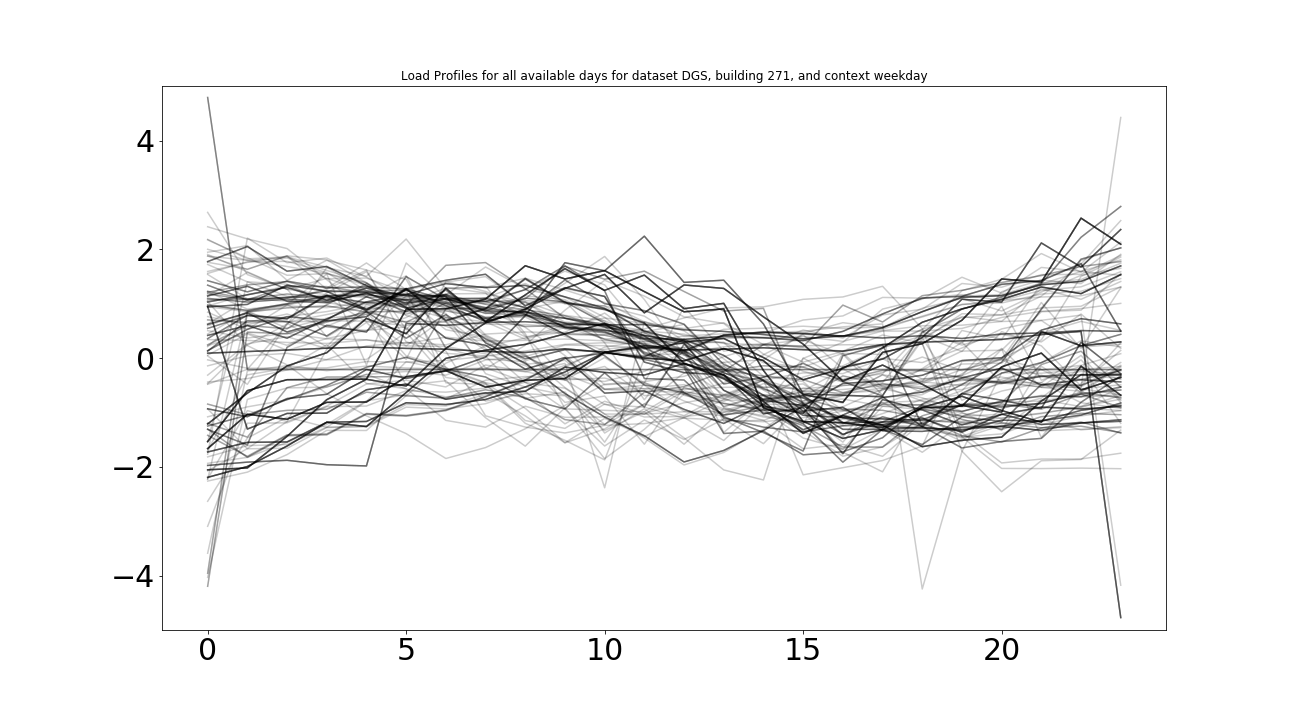 Load Profiles for all available days for dataset DGS, building 271, and context weekday
4
2
0
−2
−4
0 5 10 15 20